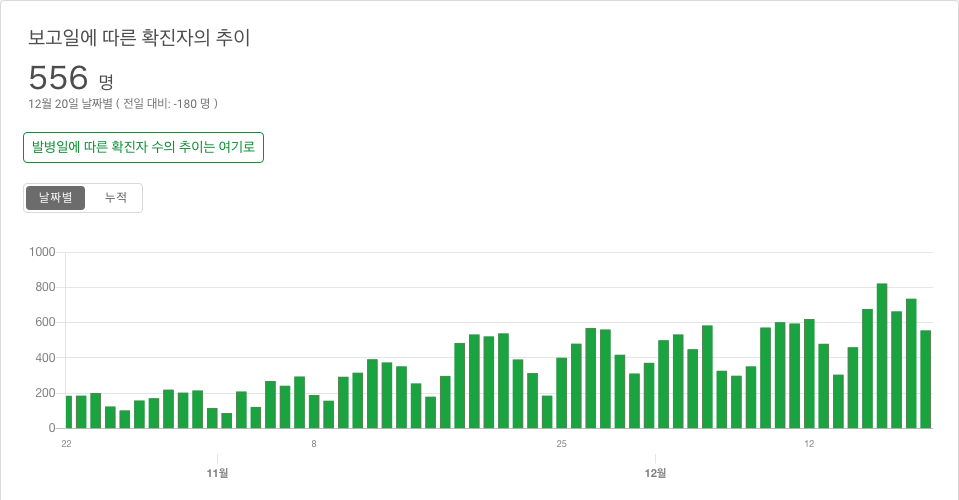 보고일에 따른 확진자의 추이
556 명
12월 20일 날짜별 ( 전일 대비: -180 명 )
발병일에 따른 확진자 수의 추이는 여기로
날짜별 누적
1000
800
600
400
200
0
22 8 25 12
11월 12월